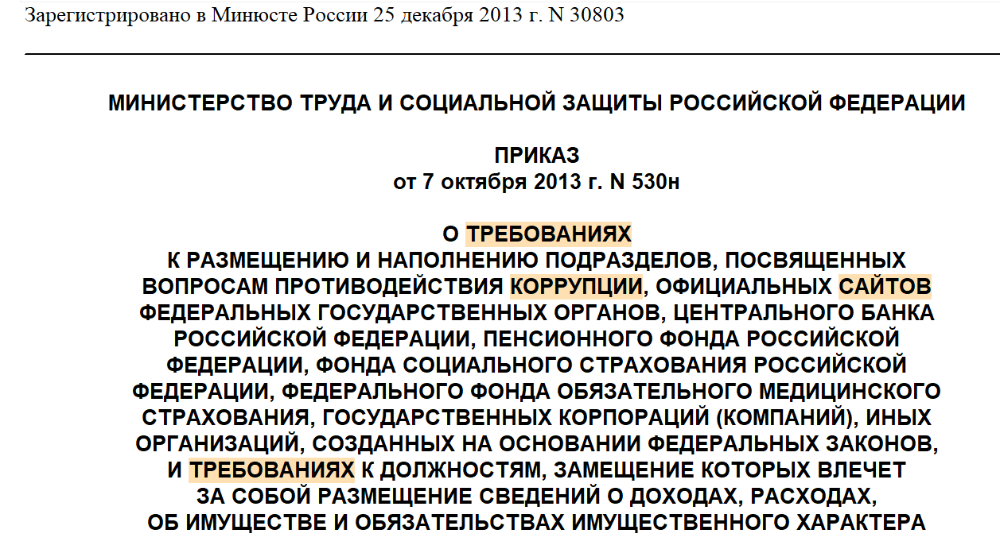 Зарегистрировано в Минюсте России 25 декабря 2013 г. N 30803
МИНИСТЕРСТВО ТРУДА И СОЦИАЛЬНОЙ ЗАЩИТЫ РОССИЙСКОЙ ФЕДЕРАЦИИ
ПРИКАЗ
от 7 октября 2013 г. N 530н
О ТРЕБОВАНИЯХ
К РАЗМЕЩЕНИЮ И НАПОЛНЕНИЮ ПОДРАЗДЕЛОВ, ПОСВЯЩЕННЫХ
ВОПРОСАМ ПРОТИВОДЕЙСТВИЯ КОРРУПЦИИ, ОФИЦИАЛЬНЫХ САЙТОВ
ФЕДЕРАЛЬНЫХ ГОСУДАРСТВЕННЫХ ОРГАНОВ, ЦЕНТРАЛЬНОГО БАНКА
РОССИЙСКОЙ ФЕДЕРАЦИИ, ПЕНСИОННОГО ФОНДА РОССИЙСКОЙ
ФЕДЕРАЦИИ, ФОНДА СОЦИАЛЬНОГО СТРАХОВАНИЯ РОССИЙСКОЙ
ФЕДЕРАЦИИ, ФЕДЕРАЛЬНОГО ФОНДА ОБЯЗАТЕЛЬНОГО МЕДИЦИНСКОГО
СТРАХОВАНИЯ, ГОСУДАРСТВЕННЫХ КОРПОРАЦИЙ (КОМПАНИЙ), ИНЫХ
ОРГАНИЗАЦИЙ, СОЗДАННЫХ НА ОСНОВАНИИ ФЕДЕРАЛЬНЫХ ЗАКОНОВ,
И ТРЕБОВАНИЯХ К ДОЛЖНОСТЯМ, ЗАМЕЩЕНИЕ КОТОРЫХ ВЛЕЧЕТ
ЗА СОБОЙ РАЗМЕЩЕНИЕ СВЕДЕНИЙ О ДОХОДАХ, РАСХОДАХ,
ОБ ИМУЩЕСТВЕ И ОБЯЗАТЕЛЬСТВАХ ИМУЩЕСТВЕННОГО ХАРАКТЕРА